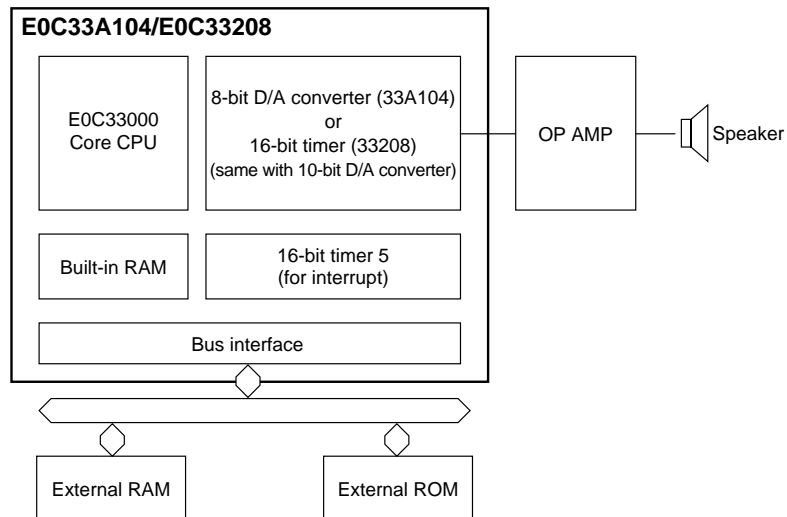 E0C33A104/E0C33208
E0C33000
Core CPU
8-bit D/A converter (33A104)
or
16-bit timer (33208)
(same with 10-bit D/A converter)
OP AMP
Speaker
Built-in RAM
16-bit timer 5
(for interrupt)
Bus interface
External RAM
External ROM